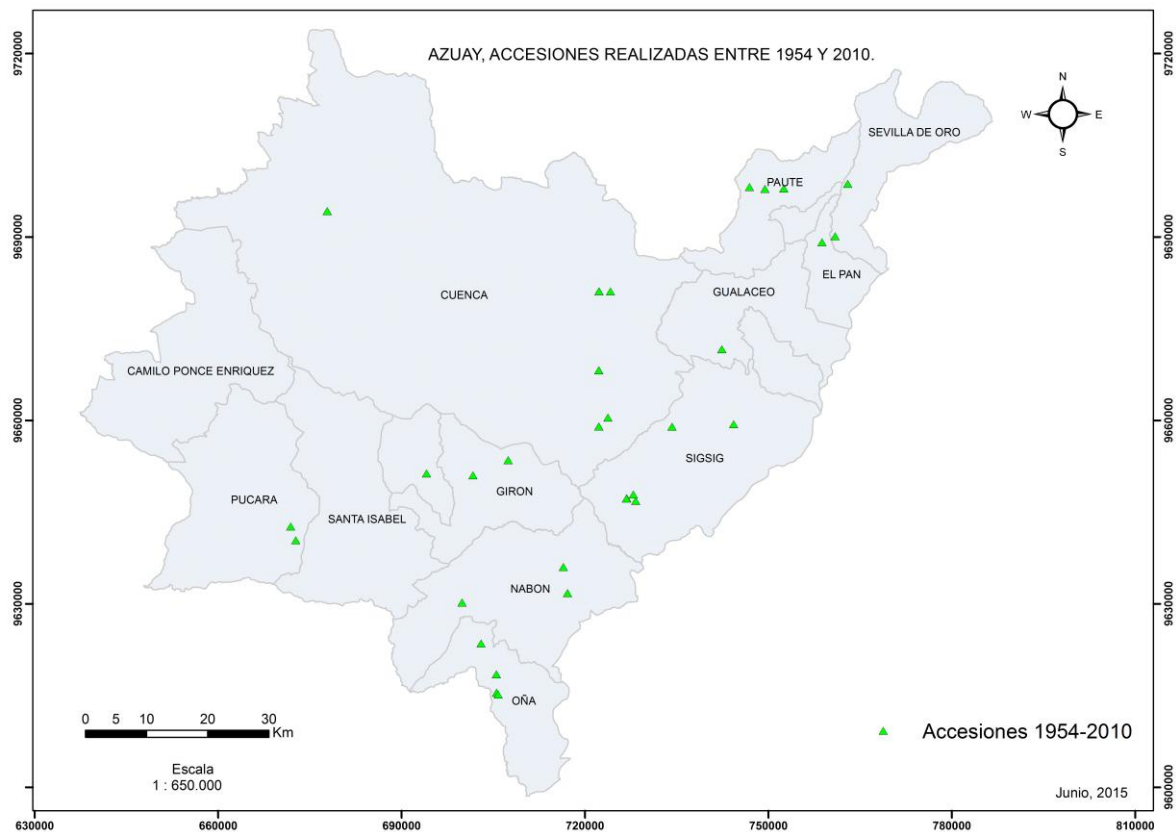 AZUAY, ACCESIONES REALIZADAS ENTRE 1954 Y 2010.
9720000
9720000
N
W
E
S
SEVILLA DE ORO
PAUTE
9690000
9690000
EL PAN
GUALACEO
CUENCA
CAMILO PONCE ENRIQUEZ
9660000
9660000
SIGSIG
GIRON
PUCARA
SANTA ISABEL
NABON
9630000
9630000
OÑA
0 5 10 20 30
Km
Accesiones 1954-2010
Escala
1 : 650.000
Junio, 2015
9600000
9600000
630000 660000 690000 720000 750000 780000 810000